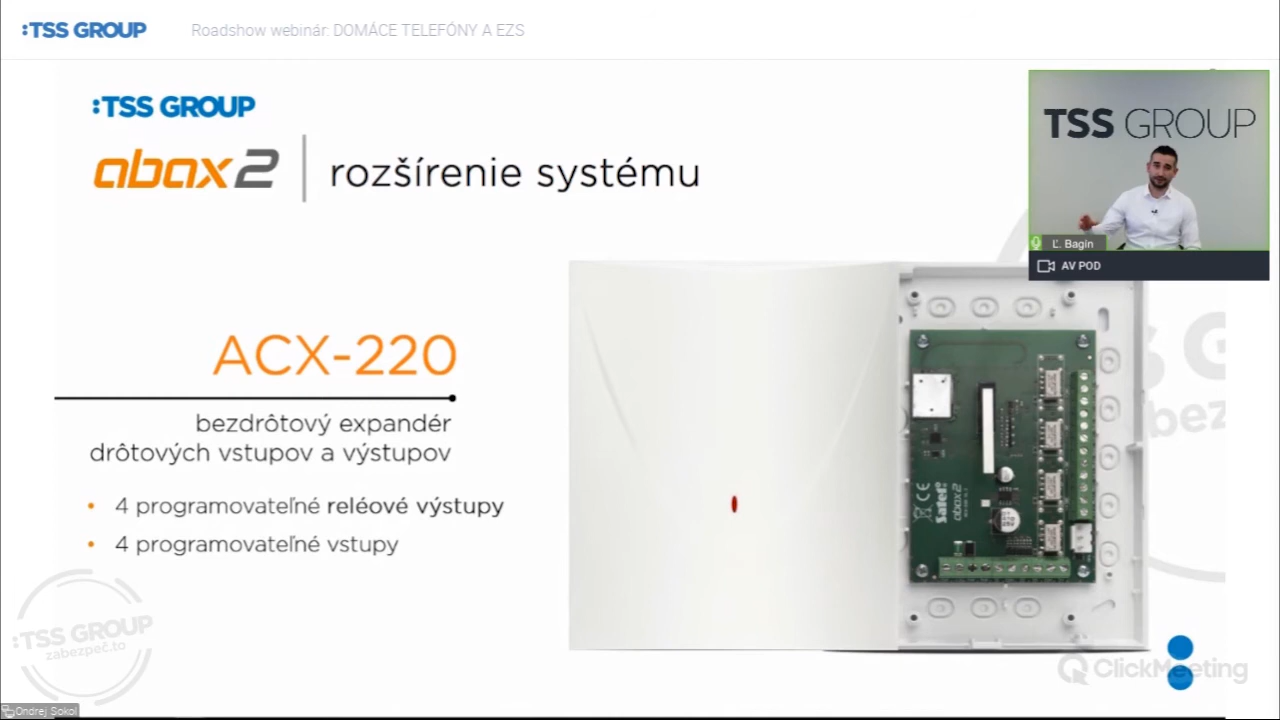 :TSS GROUP
Roadshow webinár: DOMÁCE TELEFÓNY A EZS
:TSS GROUP
abax2
rozšírenie systému
TSS GROUP
Ľ. Bagin
AV POD
ACX-220
bezdrôtový expandér
drôtových vstupov a výstupov
• 4 programovateľné reléové výstupy
• 4 programovateľné vstupy
Satel
abax2
:TSS GROUP
zabezpeč.to
ClickMeeting
Ondrej Sokol